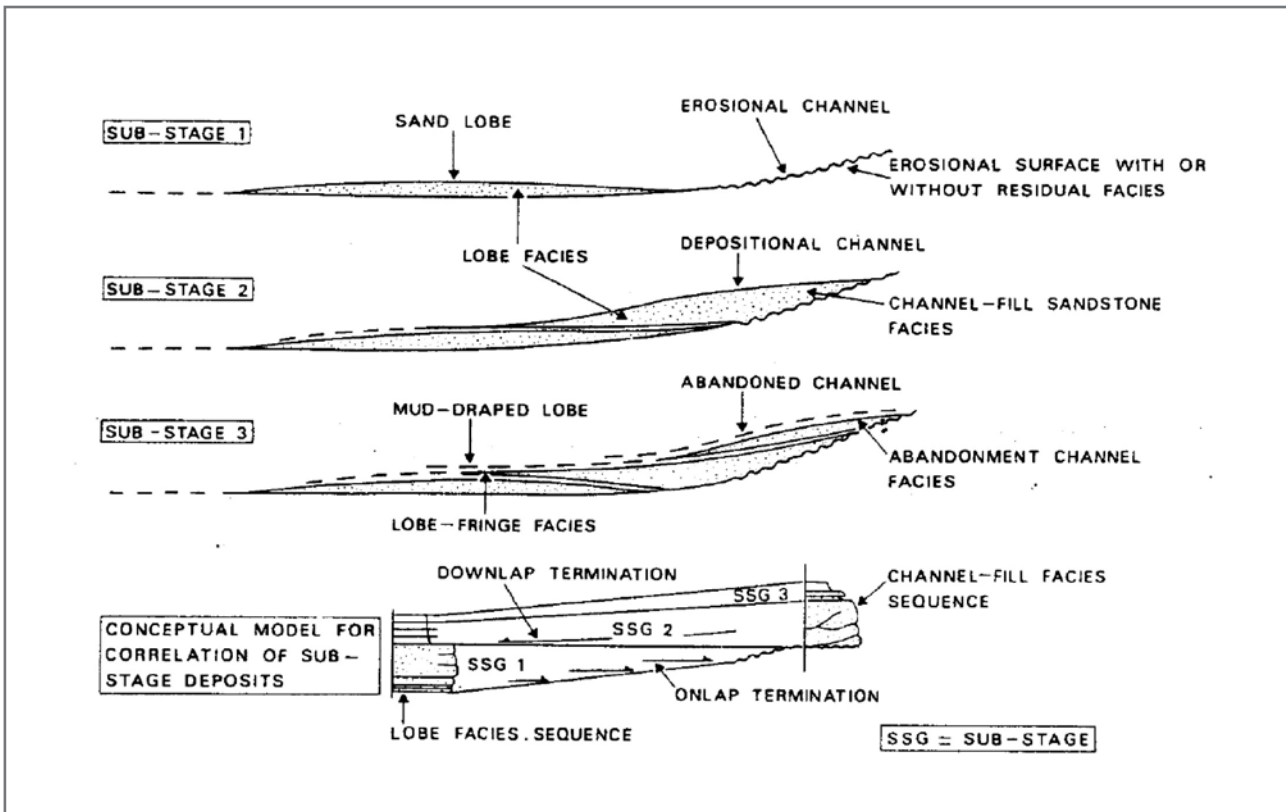 SUB-STAGE 1
SAND LOBE
EROSIONAL CHANNEL
EROSIONAL SURFACE WITH OR
WITHOUT RESIDUAL FACIES
LOBE FACIES
SUB-STAGE 2
DEPOSITIONAL CHANNEL
CHANNEL-FILL SANDSTONE
FACIES
SUB-STAGE 3
MUD-DRAPED LOBE
ABANDONED CHANNEL
ABANDONMENT CHANNEL
FACIES
LOBE-FRINGE FACIES
DOWNLAP TERMINATION
CHANNEL-FILL FACIES
SEQUENCE
CONCEPTUAL MODEL FOR
CORRELATION OF SUB-
STAGE DEPOSITS
SSG 3
SSG 2
SSG 1
ONLAP TERMINATION
LOBE FACIES.SEQUENCE
SSG = SUB-STAGE